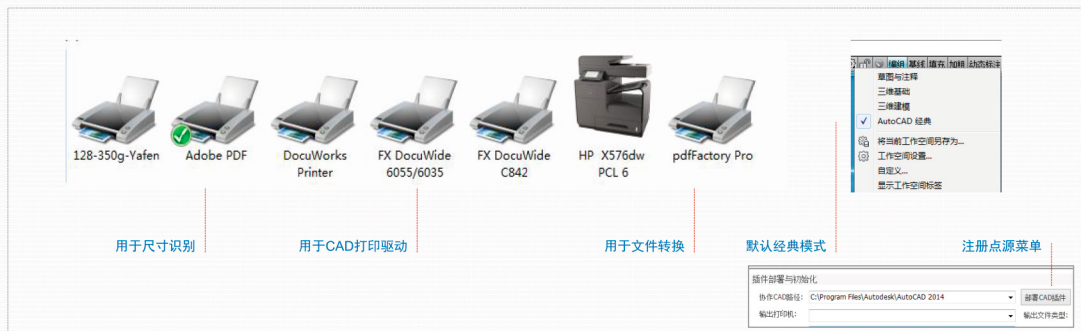 128-350g-Yafen
Adobe PDF
DocuWorks
Printer
FX DocuWide
6055/6035
FX DocuWide
C842
HP X576dw
PCL 6
pdfFactory Pro
编组 基线 填充 加粗 动态标注
草图与注释
三维基础
三维建模
AutoCAD 经典
将当前工作空间另存为...
工作空间设置...
自定义...
显示工作空间标签
用于尺寸识别
用于CAD打印驱动
用于文件转换
默认经典模式
注册点源菜单
插件部署与初始化
协作CAD路径: C:\Program Files\Autodesk\AutoCAD 2014 部署CAD插件
输出打印机: 输出文件类型: